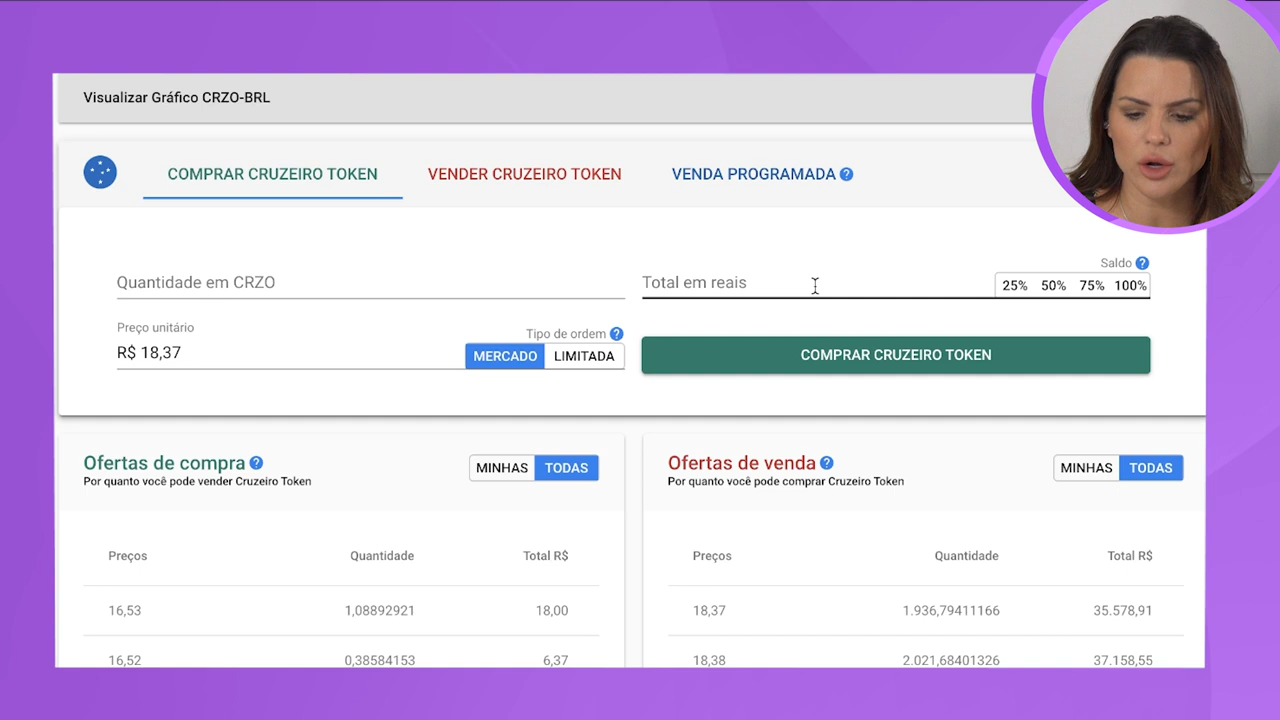 Visualizar Gráfico CRZO-BRL
COMPRAR CRUZEIRO TOKEN
VENDER CRUZEIRO TOKEN
VENDA PROGRAMADA ?
Saldo ?
Quantidade em CRZO
Total em reais
25% 50% 75% 100%
Preço unitário
Tipo de ordem ?
R$ 18,37
MERCADO LIMITADA
COMPRAR CRUZEIRO TOKEN
Ofertas de compra ?
MINHAS TODAS
Por quanto você pode vender Cruzeiro Token
Preços Quantidade Total R$
16,53 1,08892921 18,00
16,52 0,38584153 6,37
Ofertas de venda ?
MINHAS TODAS
Por quanto você pode comprar Cruzeiro Token
Preços Quantidade Total R$
18,37 1.936,79411166 35.578,91
18,38 2.021,68401326 37.158,55